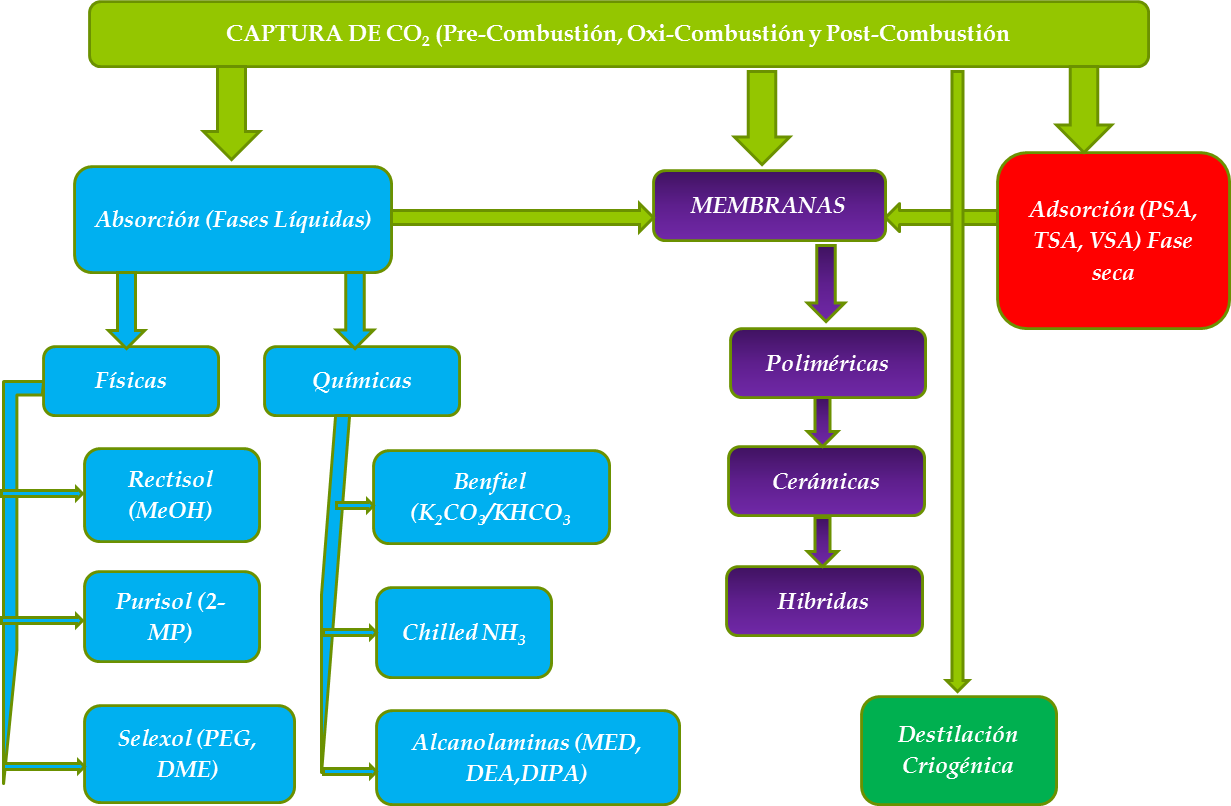 CAPTURA DE CO₂ (Pre-Combustión, Oxi-Combustión y Post-Combustión
Absorción (Fases Líquidas)
MEMBRANAS
Adsorción (PSA,
TSA, VSA) Fase
seca
Físicas
Químicas
Poliméricas
Rectisol
(MeOH)
Benfiel
(K₂CO₃/KHCO₃
Cerámicas
Purisol (2-
MP)
Chilled NH₃
Hibridas
Selexol (PEG,
DME)
Alcanolaminas (MED,
DEA,DIPA)
Destilación
Criogénica